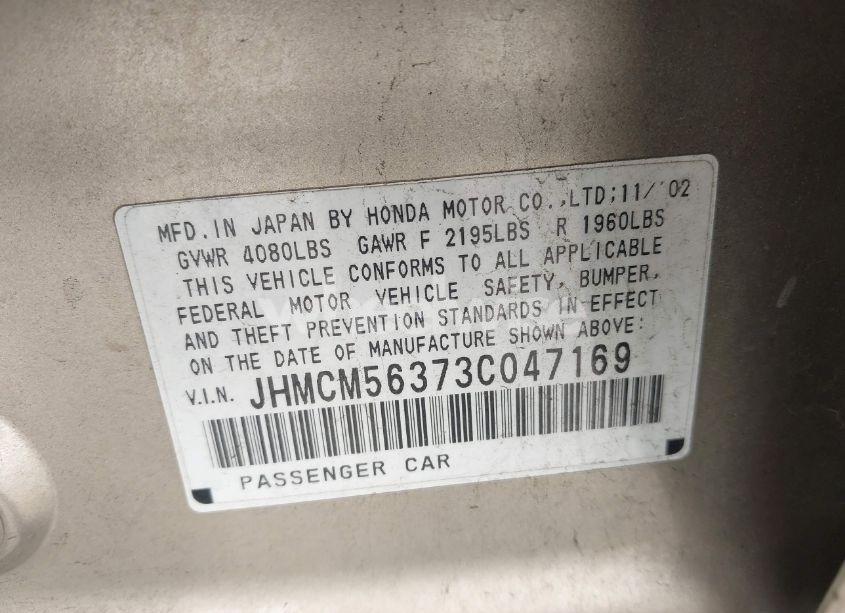 MFD. IN JAPAN BY HONDA MOTOR CO.,LTD;11/'02
GVWR 4080LBS GAWR F 2195LBS R 1960LBS
THIS VEHICLE CONFORMS TO ALL APPLICABLE
FEDERAL MOTOR VEHICLE SAFETY, BUMPER,
AND THEFT PREVENTION STANDARDS IN EFFECT
ON THE DATE OF MANUFACTURE SHOWN ABOVE:
V.I.N. JHMCM56373C047169
PASSENGER CAR